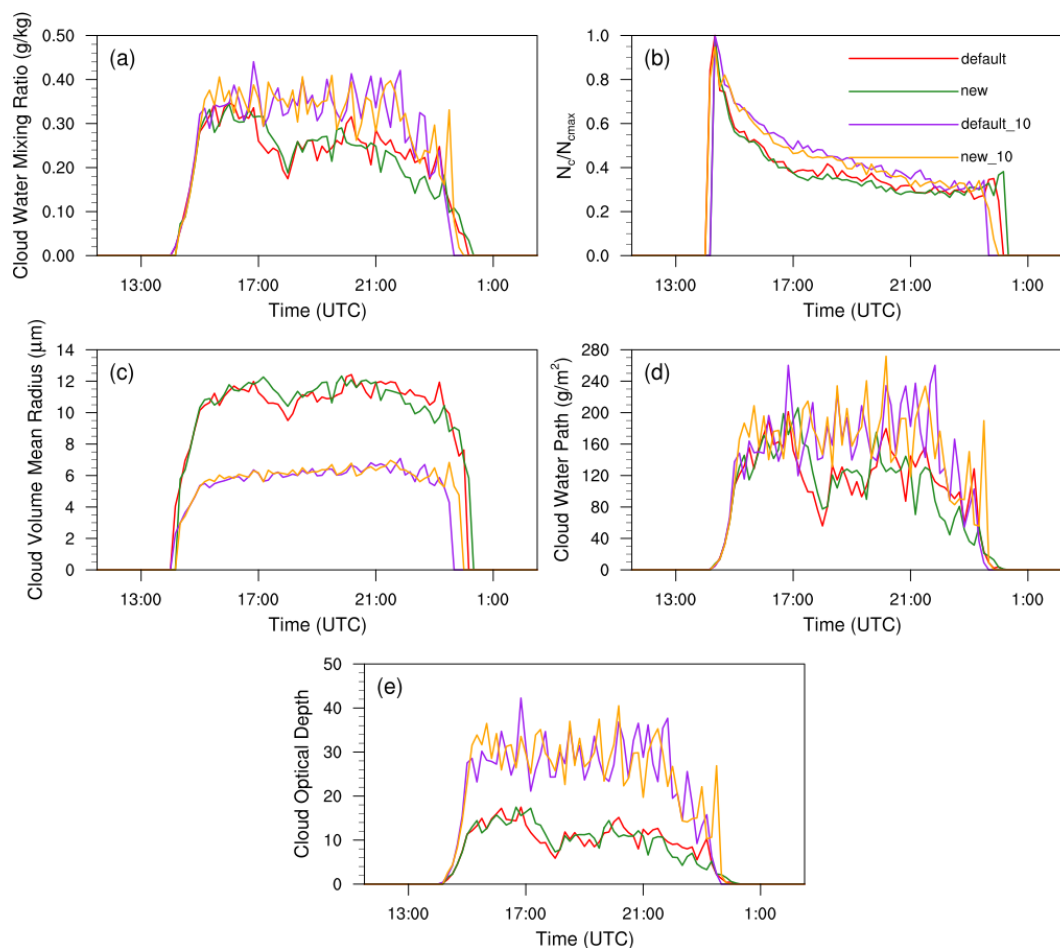 Cloud Water Mixing Ratio (g/kg)
0.50
0.40
0.30
0.20
0.10
0.00
(a)
13:00 17:00 21:00 1:00
Time (UTC)
Nc/Ncmax
1.0
0.8
0.6
0.4
0.2
0.0
(b)
default
new
default_10
new_10
13:00 17:00 21:00 1:00
Time (UTC)
Cloud Volume Mean Radius (μm)
14
12
10
8
6
4
2
0
(c)
13:00 17:00 21:00 1:00
Time (UTC)
Cloud Water Path (g/m²)
280
240
200
160
120
80
40
0
(d)
13:00 17:00 21:00 1:00
Time (UTC)
Cloud Optical Depth
50
40
30
20
10
0
(e)
13:00 17:00 21:00 1:00
Time (UTC)